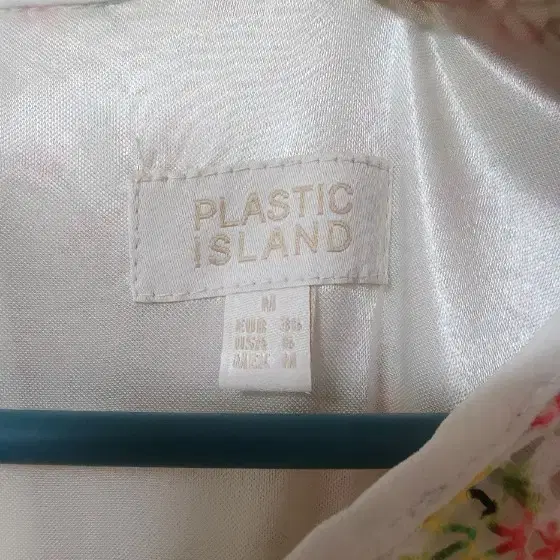 PLASTIC
ISLAND
M
EUR 38
USA 6
MEX M